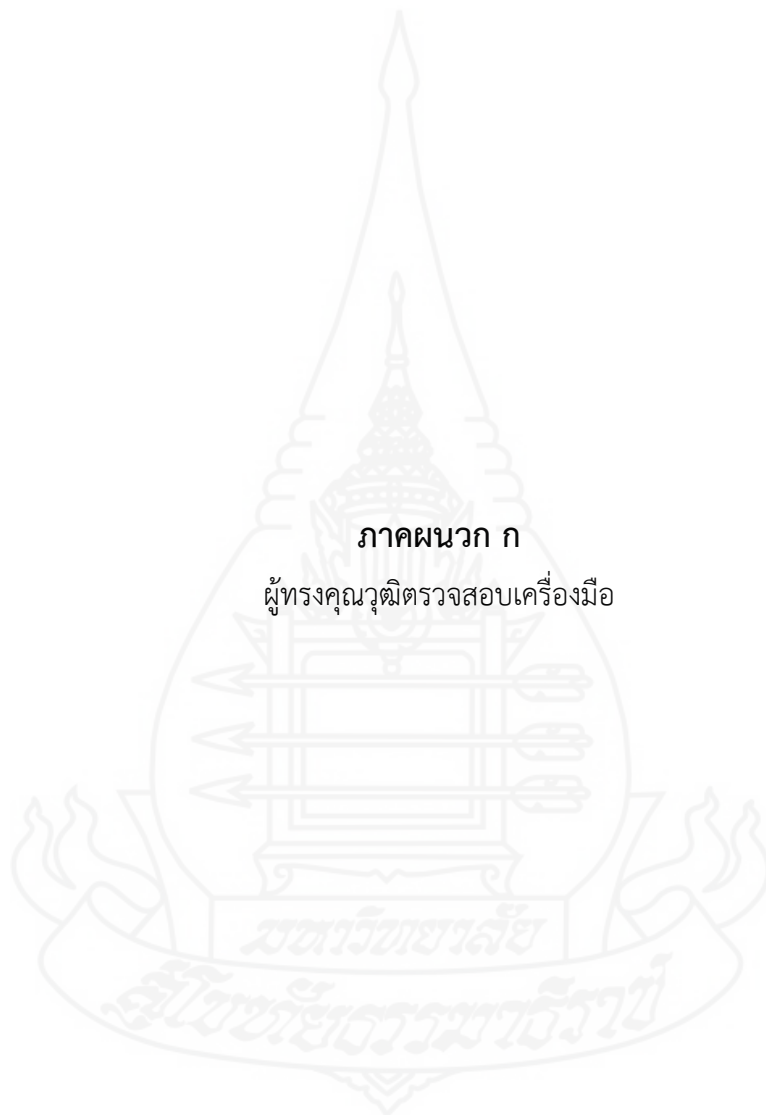 ภาคผนวก ก
ผู้ทรงคุณวุฒิตรวจสอบเครื่องมือ
มหาวิทยาลัย
สุโขทัยธรรมาธิราช